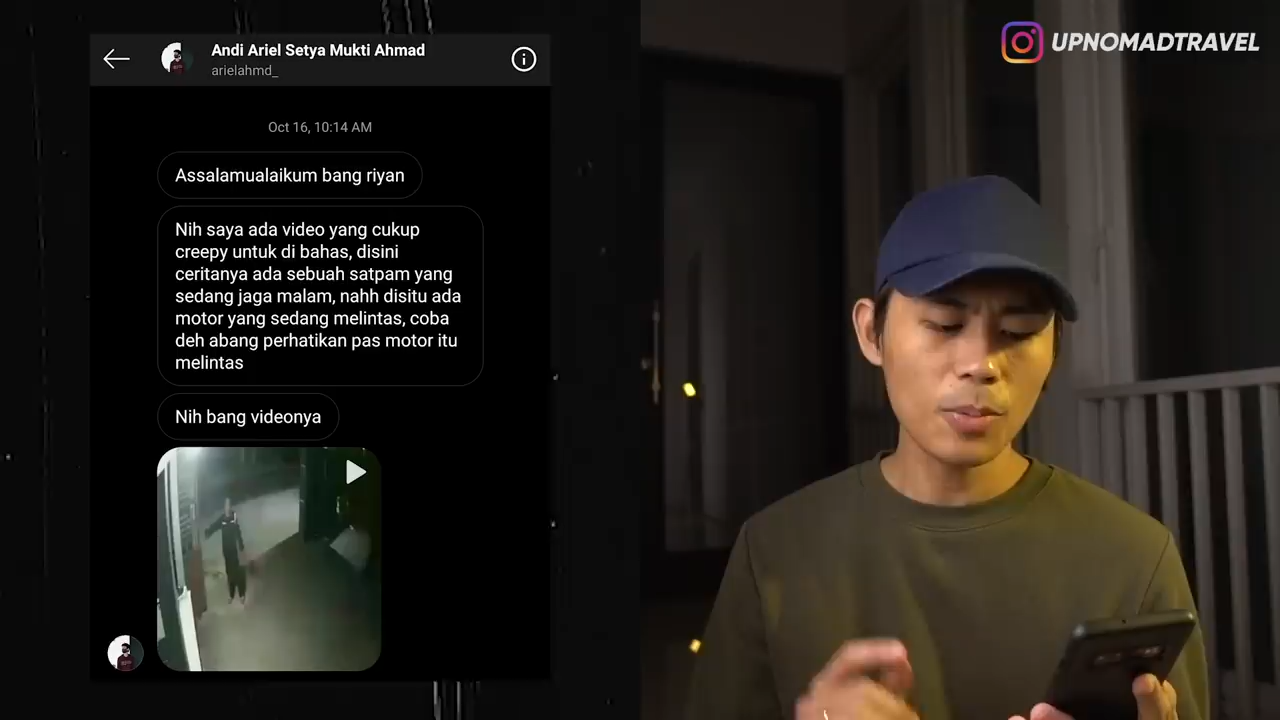 UPNOMADTRAVEL
Andi Ariel Setya Mukti Ahmad
arielahmd_
Oct 16, 10:14 AM
Assalamualaikum bang riyan
Nih saya ada video yang cukup
creepy untuk di bahas, disini
ceritanya ada sebuah satpam yang
sedang jaga malam, nahh disitu ada
motor yang sedang melintas, coba
deh abang perhatikan pas motor itu
melintas
Nih bang videonya